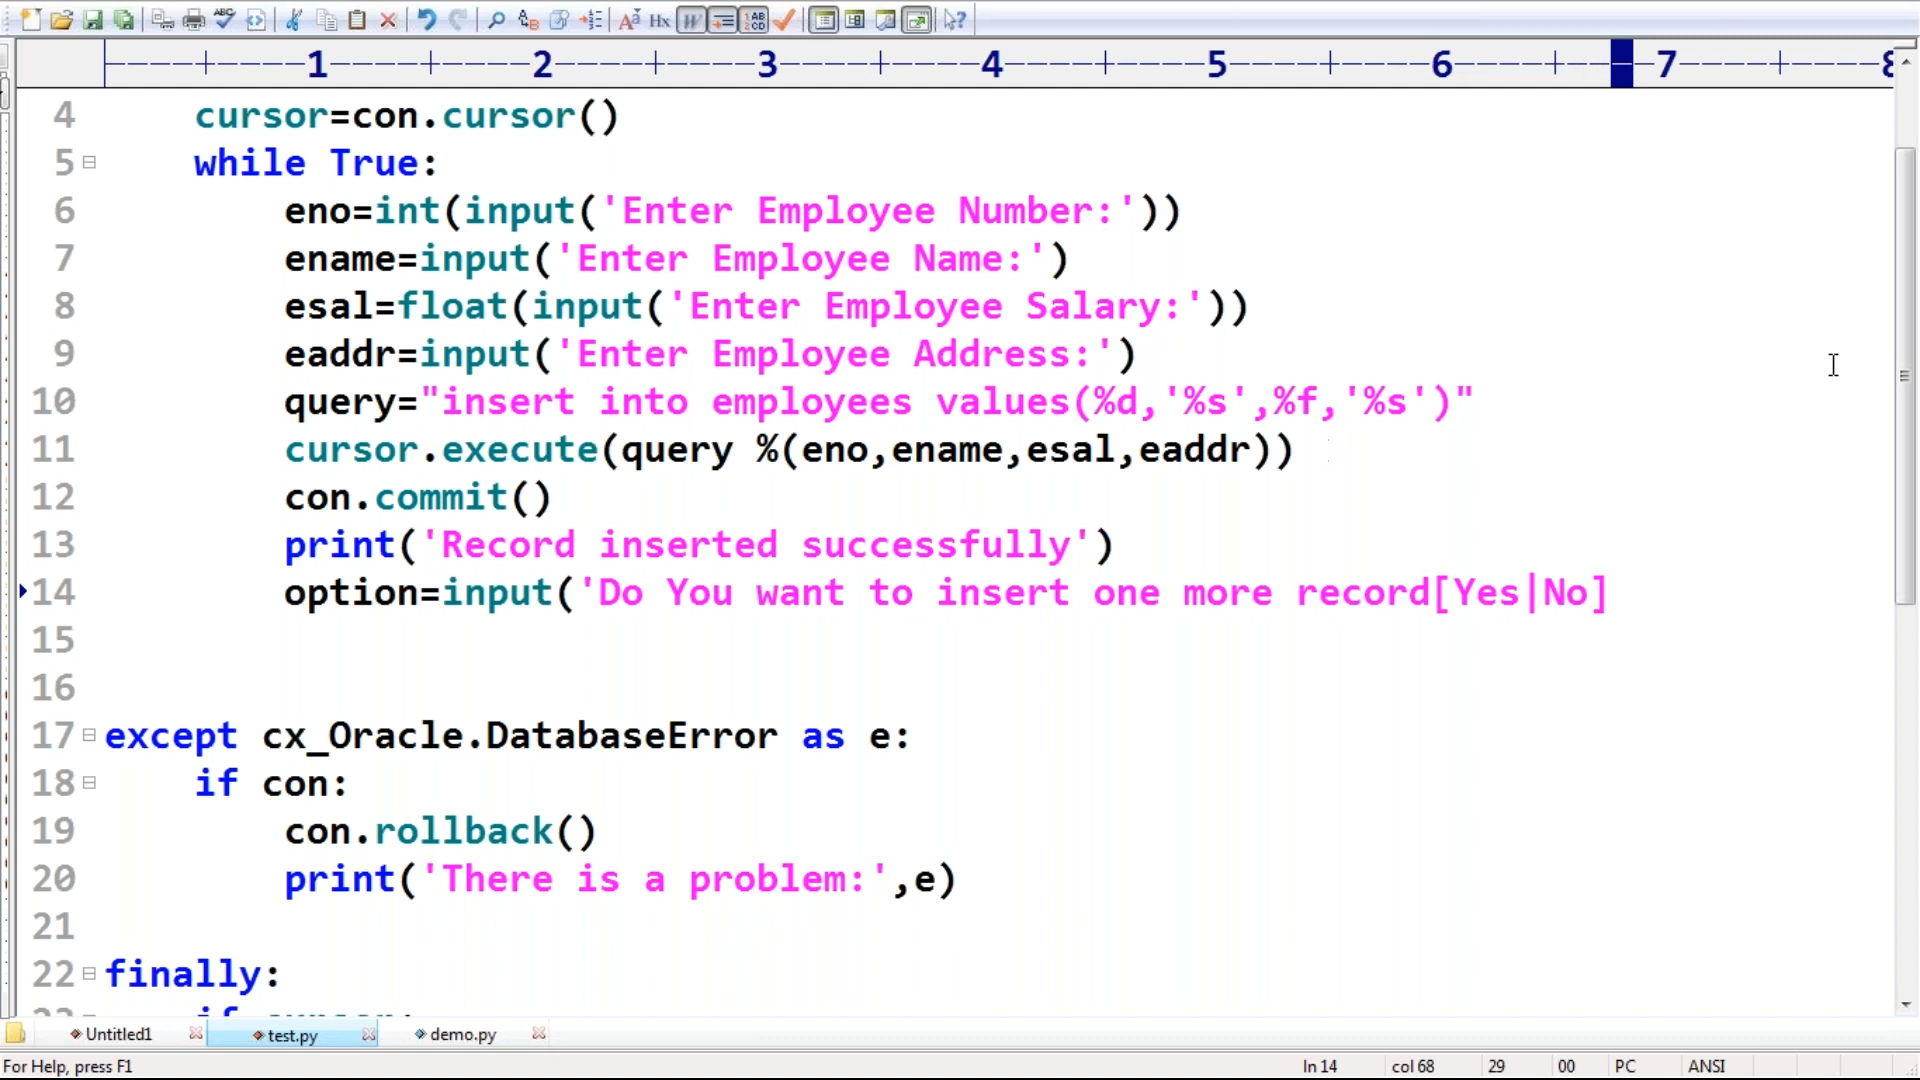 ----+----1----+----2----+----3----+----4----+----5----+----6----+----7----+----8
4 cursor=con.cursor()
5 while True:
6 eno=int(input('Enter Employee Number:'))
7 ename=input('Enter Employee Name:')
8 esal=float(input('Enter Employee Salary:'))
9 eaddr=input('Enter Employee Address:')
10 query="insert into employees values(%d,'%s',%f,'%s')"
11 cursor.execute(query %(eno,ename,esal,eaddr))
12 con.commit()
13 print('Record inserted successfully')
14 option=input('Do You want to insert one more record[Yes|No]
15
16
17 except cx_Oracle.DatabaseError as e:
18 if con:
19 con.rollback()
20 print('There is a problem:',e)
21
22 finally:
Untitled1 test.py demo.py
For Help, press F1 ln 14 col 68 29 00 PC ANSI